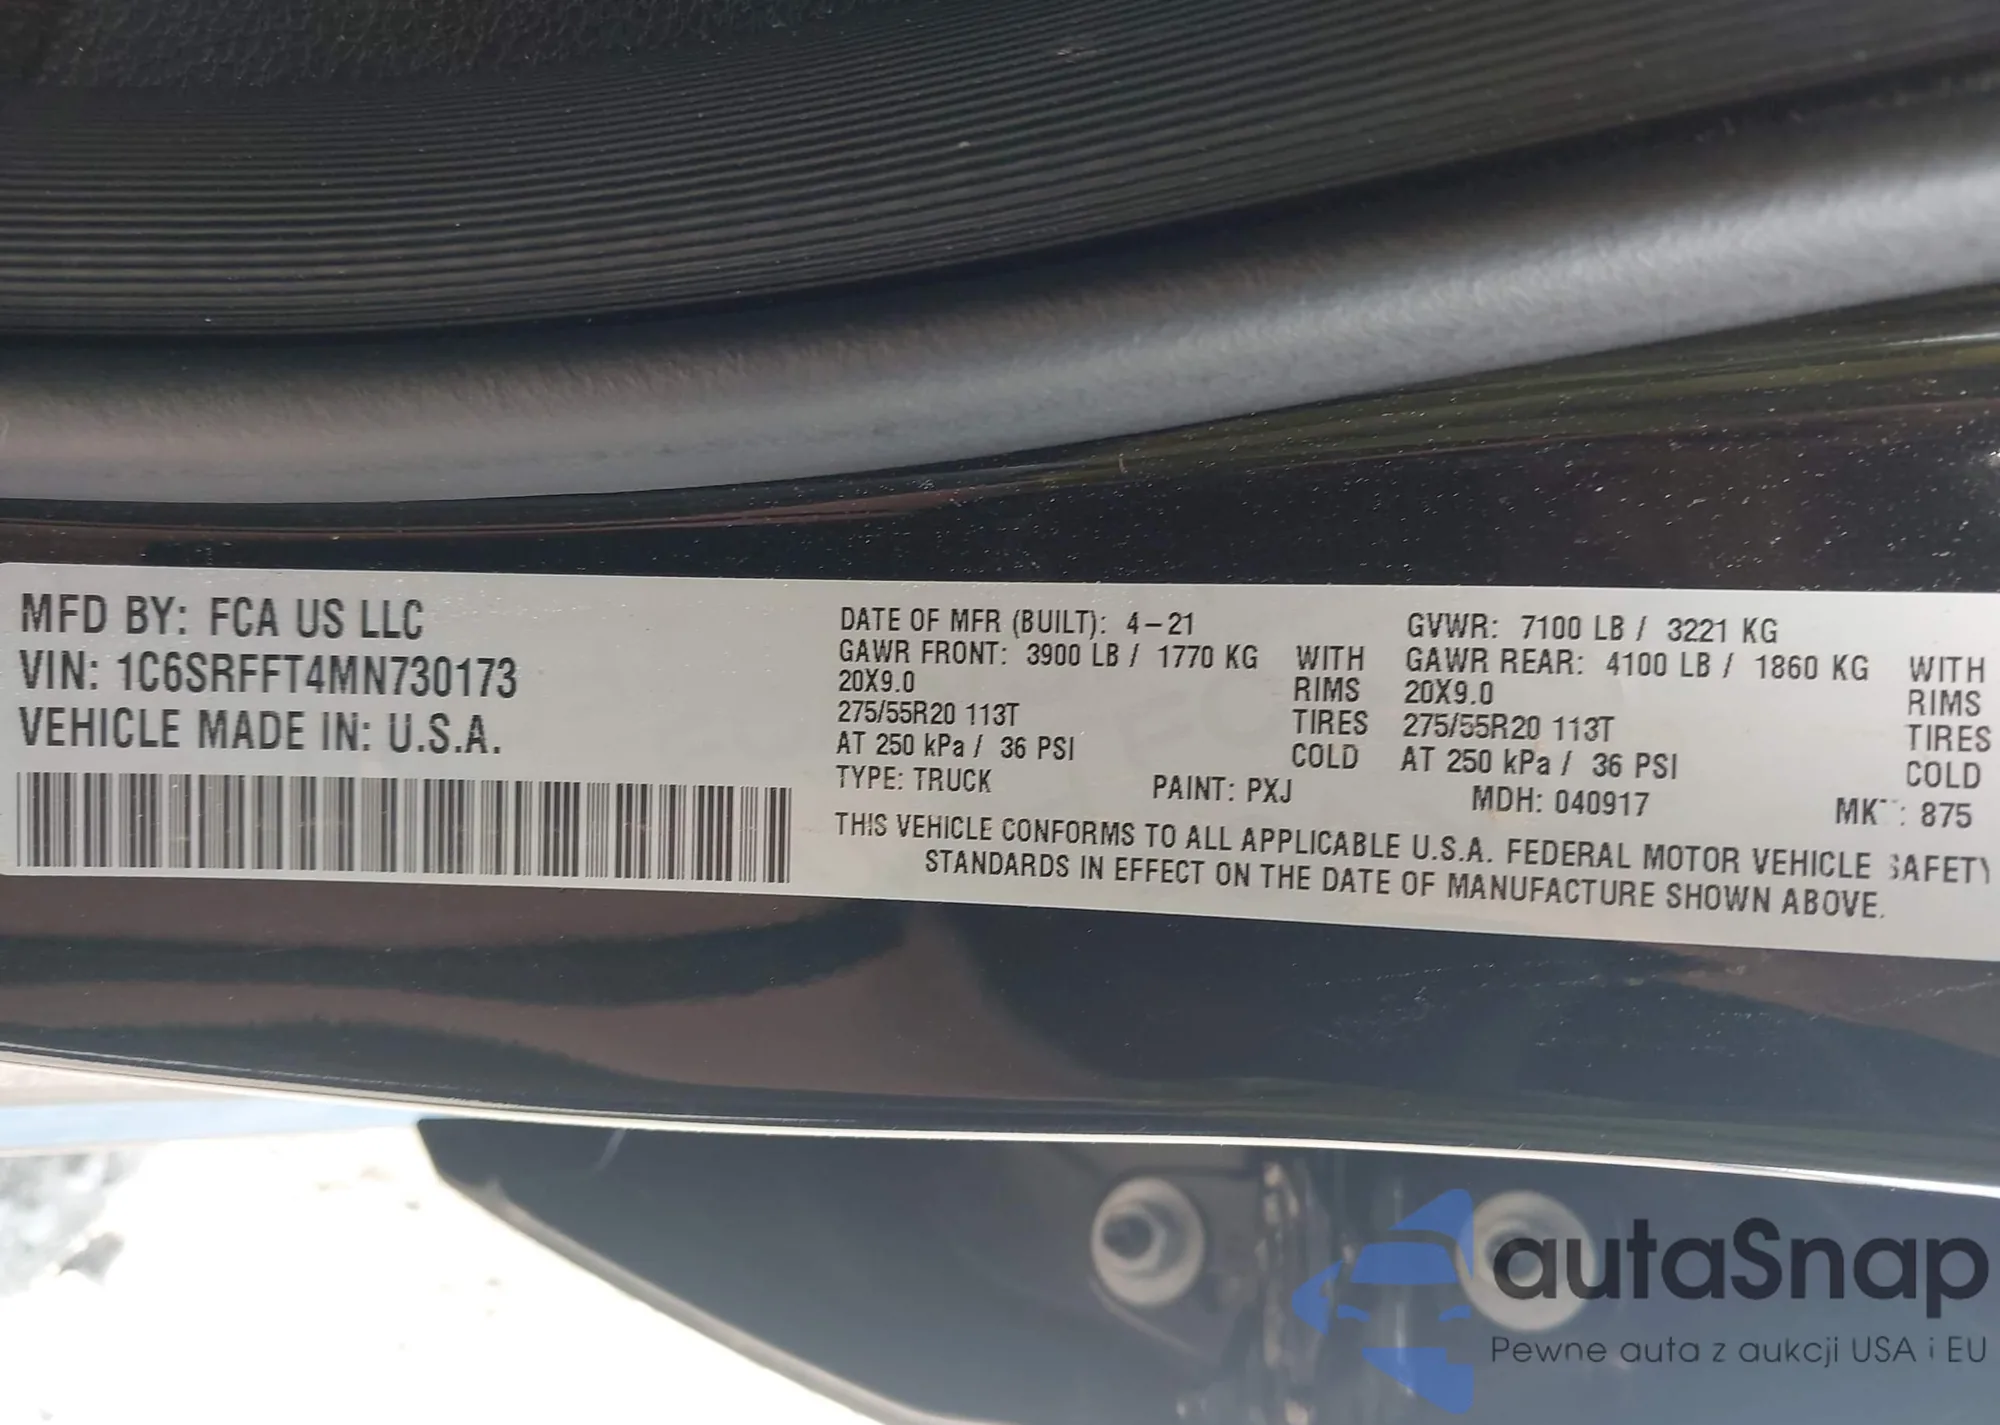 MFD BY: FCA US LLC
VIN: 1C6SRFFT4MN730173
VEHICLE MADE IN: U.S.A.
DATE OF MFR (BUILT): 4-21
GVWR: 7100 LB / 3221 KG
GAWR FRONT: 3900 LB / 1770 KG WITH
20X9.0 RIMS
275/55R20 113T TIRES
AT 250 kPa / 36 PSI COLD
GAWR REAR: 4100 LB / 1860 KG WITH
20X9.0 RIMS
275/55R20 113T TIRES
AT 250 kPa / 36 PSI COLD
TYPE: TRUCK PAINT: PXJ MDH: 040917 : 875
THIS VEHICLE CONFORMS TO ALL APPLICABLE U.S.A. FEDERAL MOTOR VEHICLE SAFETY
STANDARDS IN EFFECT ON THE DATE OF MANUFACTURE SHOWN ABOVE.
autaSnap
Pewne auta z aukcji USA i EU